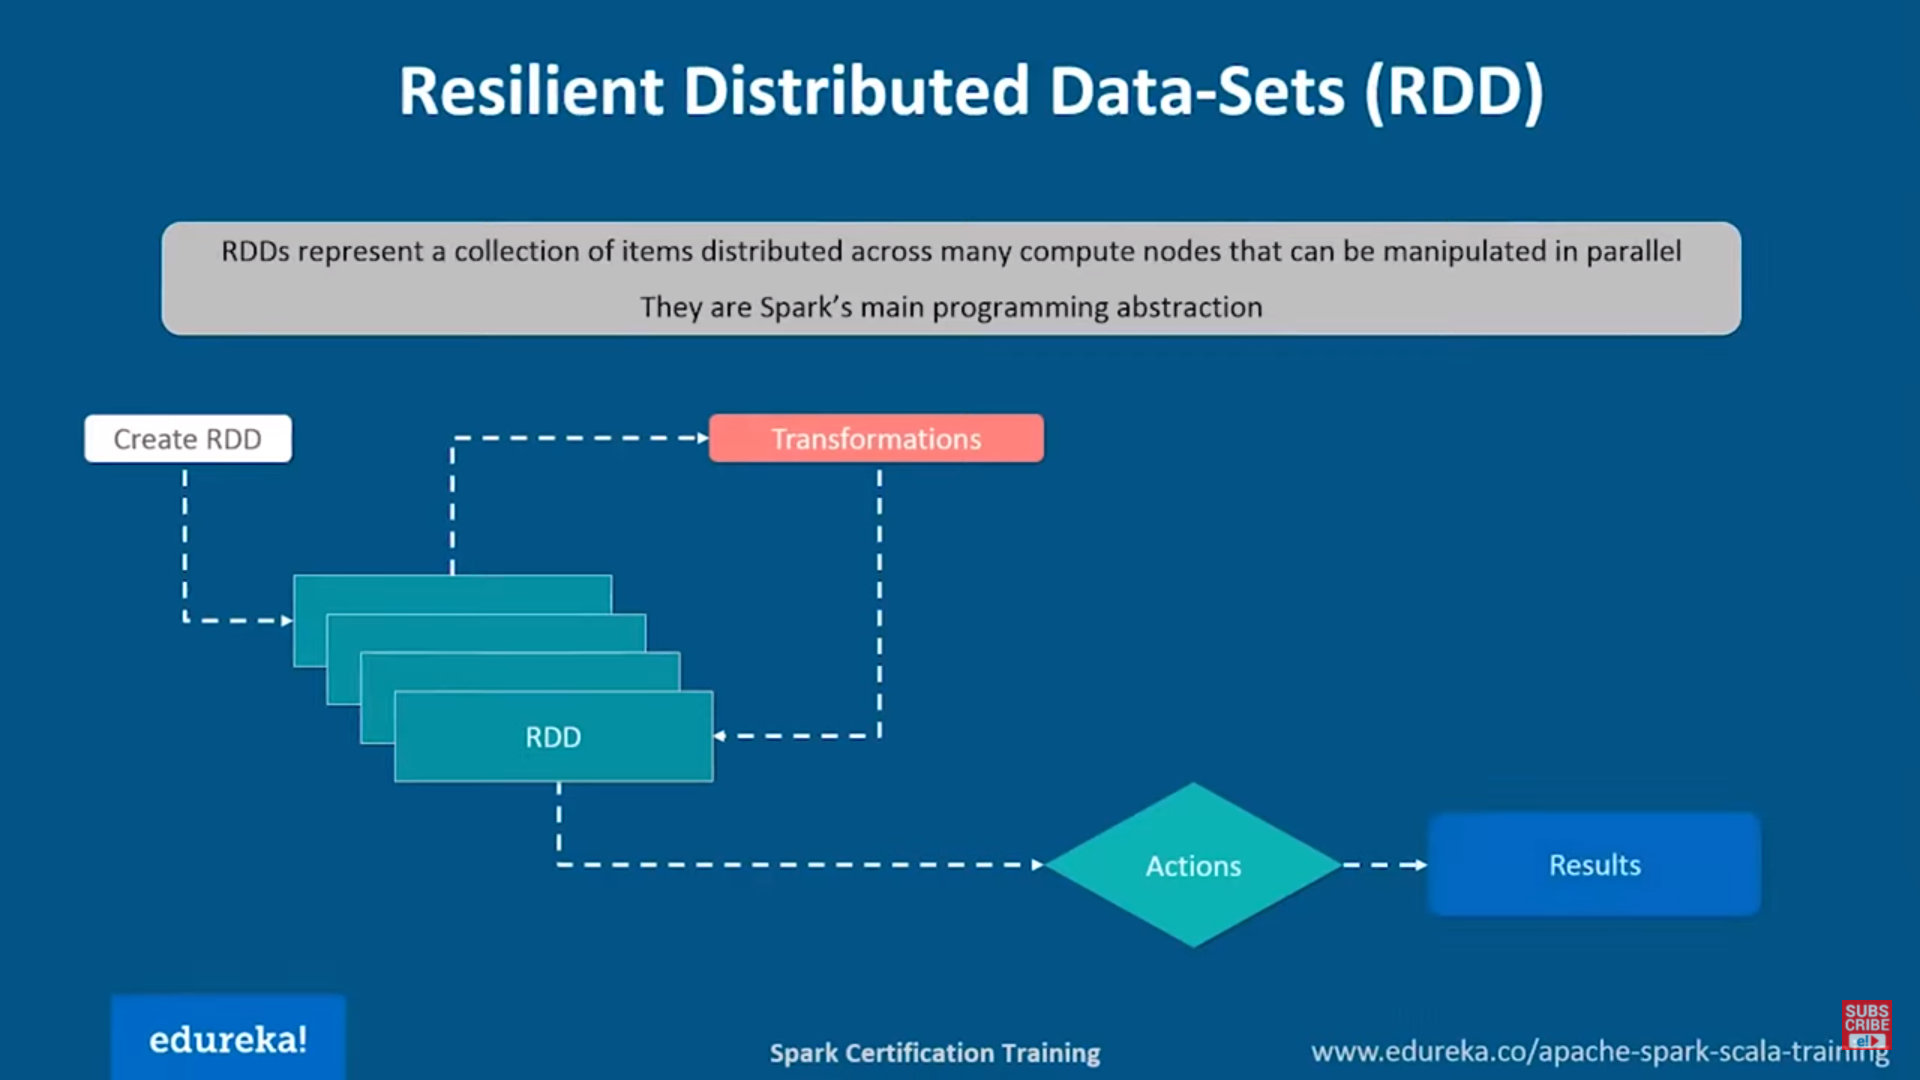 Resilient Distributed Data-Sets (RDD)
RDDs represent a collection of items distributed across many compute nodes that can be manipulated in parallel
They are Spark's main programming abstraction
Create RDD
Transformations
RDD
Actions
Results
edureka!
Spark Certification Training
www.edureka.co/apache-spark-scala-training
SUBS
CRIBE
e!